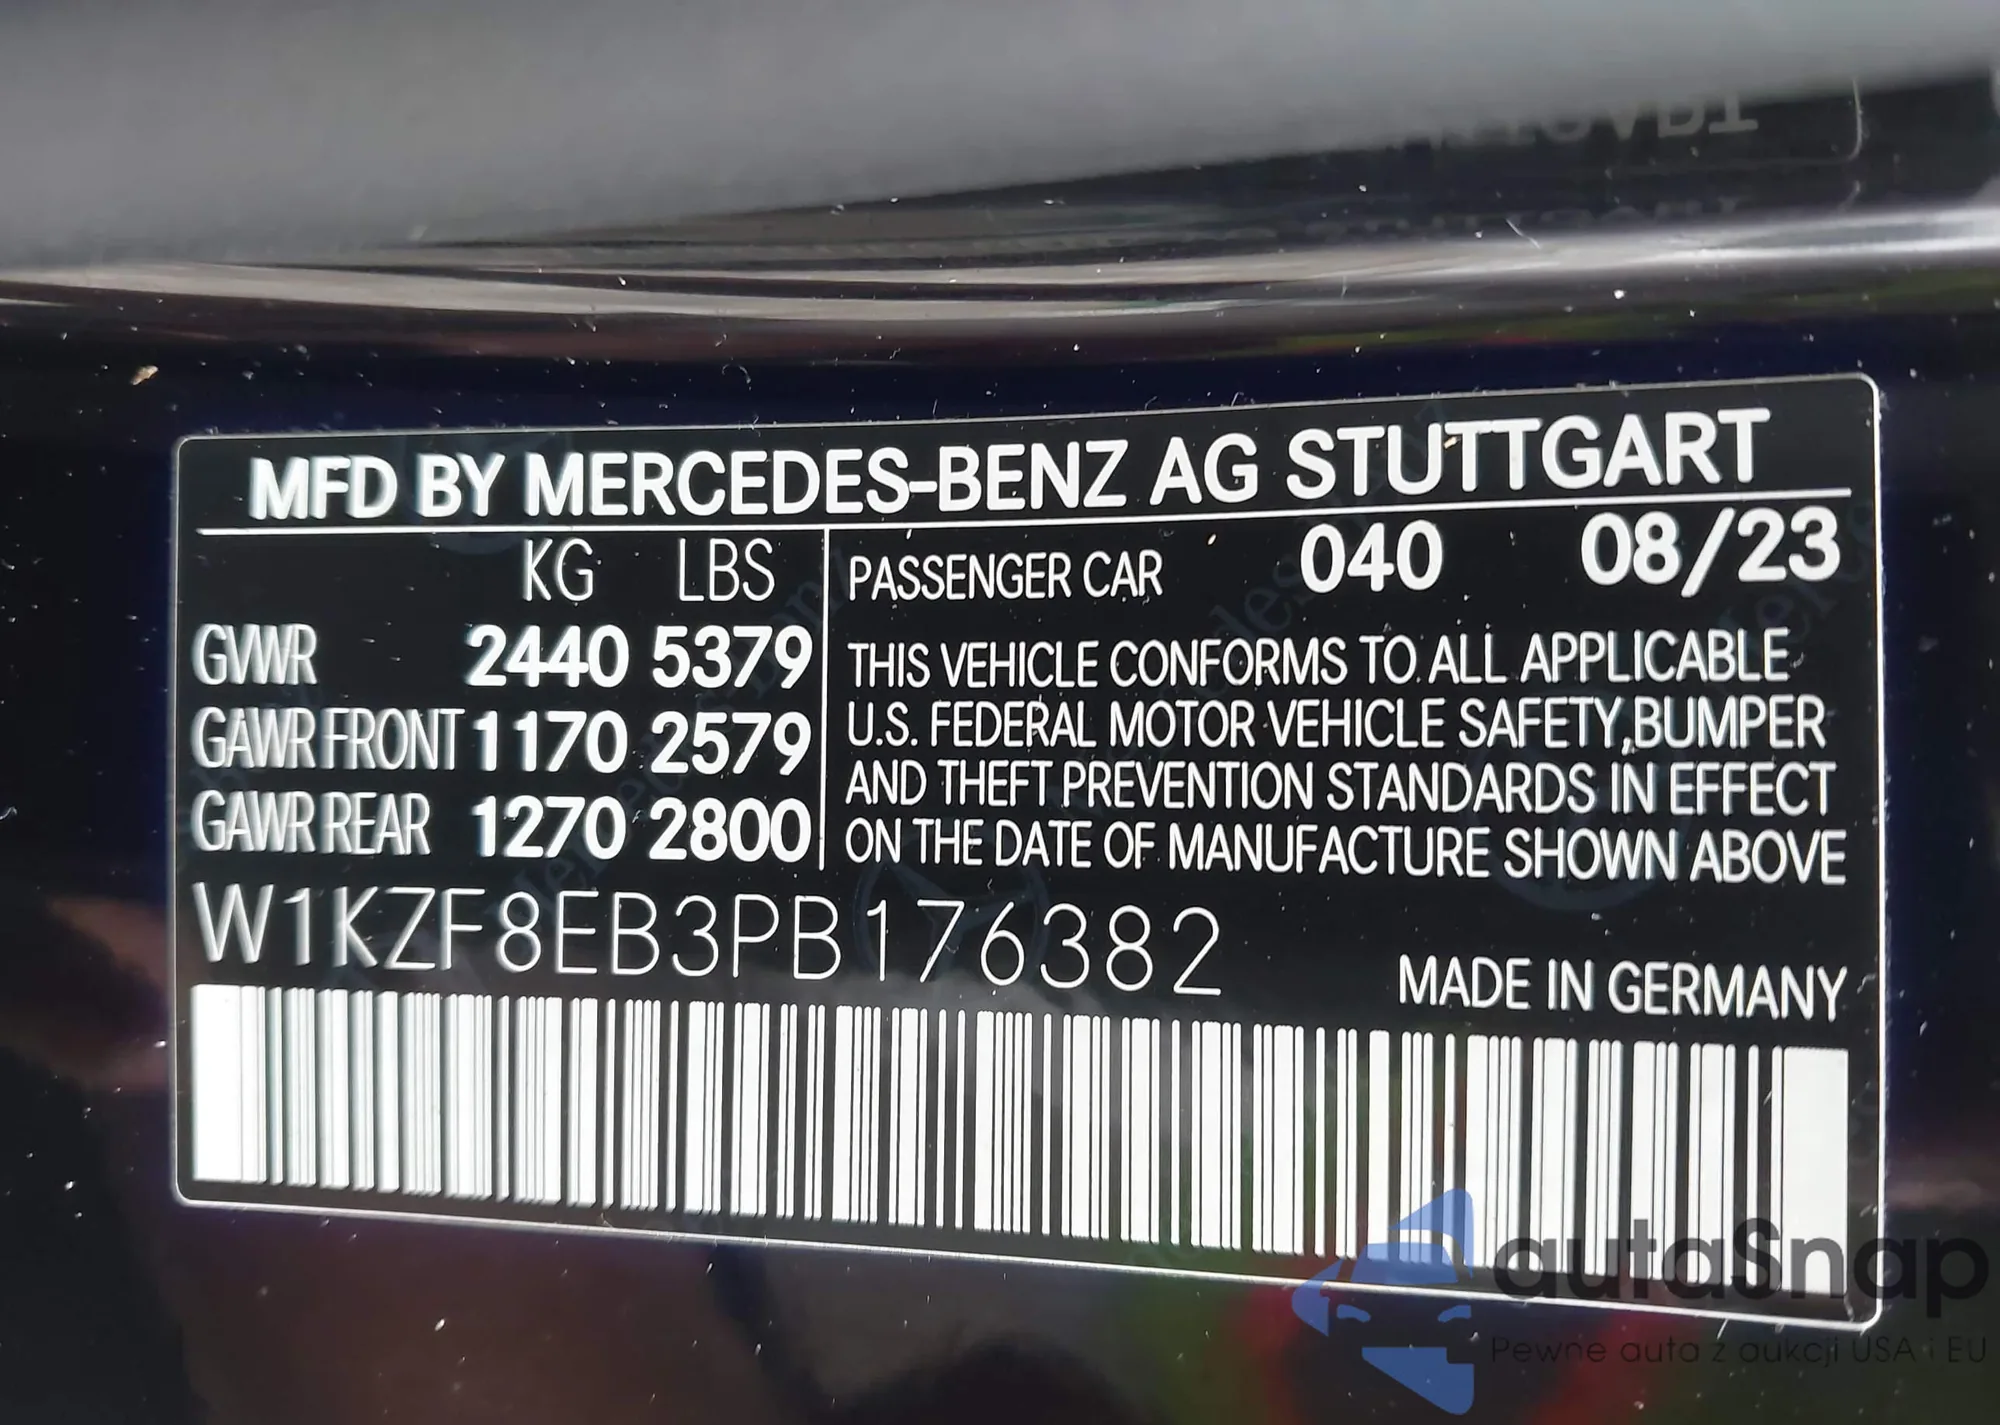 MFD BY MERCEDES-BENZ AG STUTTGART
KG LBS
GVWR 2440 5379
GAWR FRONT 1170 2579
GAWR REAR 1270 2800
PASSENGER CAR 040 08/23
THIS VEHICLE CONFORMS TO ALL APPLICABLE
U.S. FEDERAL MOTOR VEHICLE SAFETY,BUMPER
AND THEFT PREVENTION STANDARDS IN EFFECT
ON THE DATE OF MANUFACTURE SHOWN ABOVE
W1KZF8EB3PB176382
MADE IN GERMANY
autaSnap
Pewne auta z aukcji USA i EU